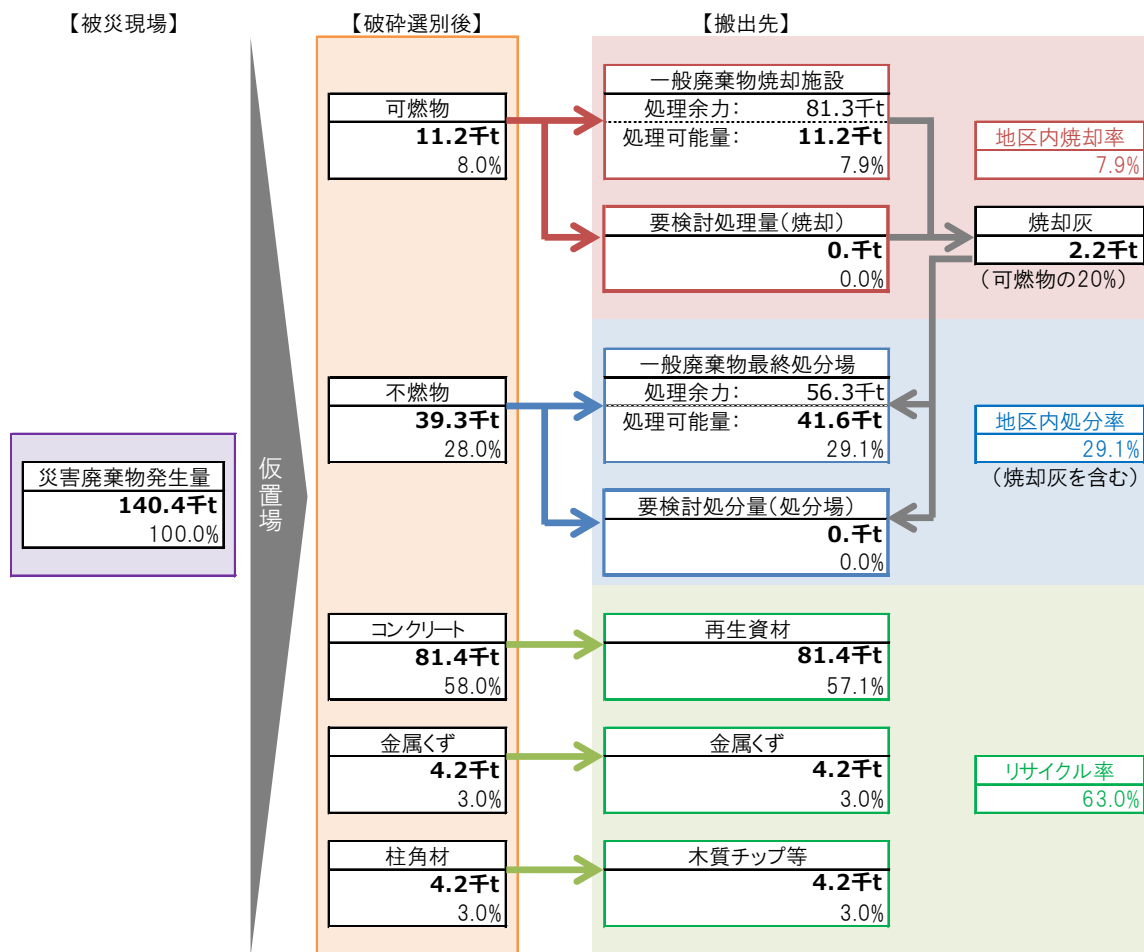 【被災現場】
【破砕選別後】
【搬出先】
災害廃棄物発生量
140.4千t
100.0%
仮置場
可燃物
11.2千t
8.0%
不燃物
39.3千t
28.0%
コンクリート
81.4千t
58.0%
金属くず
4.2千t
3.0%
柱角材
4.2千t
3.0%
一般廃棄物焼却施設
処理余力: 81.3千t
処理可能量: 11.2千t
7.9%
要検討処理量(焼却)
0.千t
0.0%
一般廃棄物最終処分場
処理余力: 56.3千t
処理可能量: 41.6千t
29.1%
要検討処分量(処分場)
0.千t
0.0%
再生資材
81.4千t
57.1%
金属くず
4.2千t
3.0%
木質チップ等
4.2千t
3.0%
地区内焼却率
7.9%
焼却灰
2.2千t
(可燃物の20%)
地区内処分率
29.1%
(焼却灰を含む)
リサイクル率
63.0%